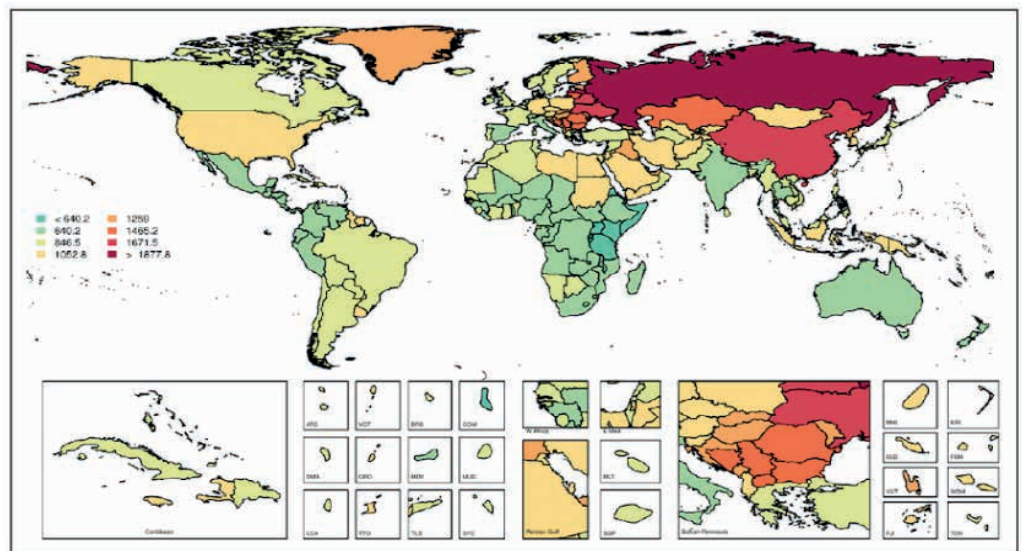 < 640.2
640.2
846.5
1052.8
1259
1465.2
1671.5
> 1877.8
Caribbean
ATG
VCT
BRB
COM
DMA
GRD
MUS
LCA
TTO
TLS
SYC
W Africa
E Med
Persian Gulf
MLT
SGP
Balkan Peninsula
MHL
KIR
SLB
FSM
VUT
WSM
FJI
TON